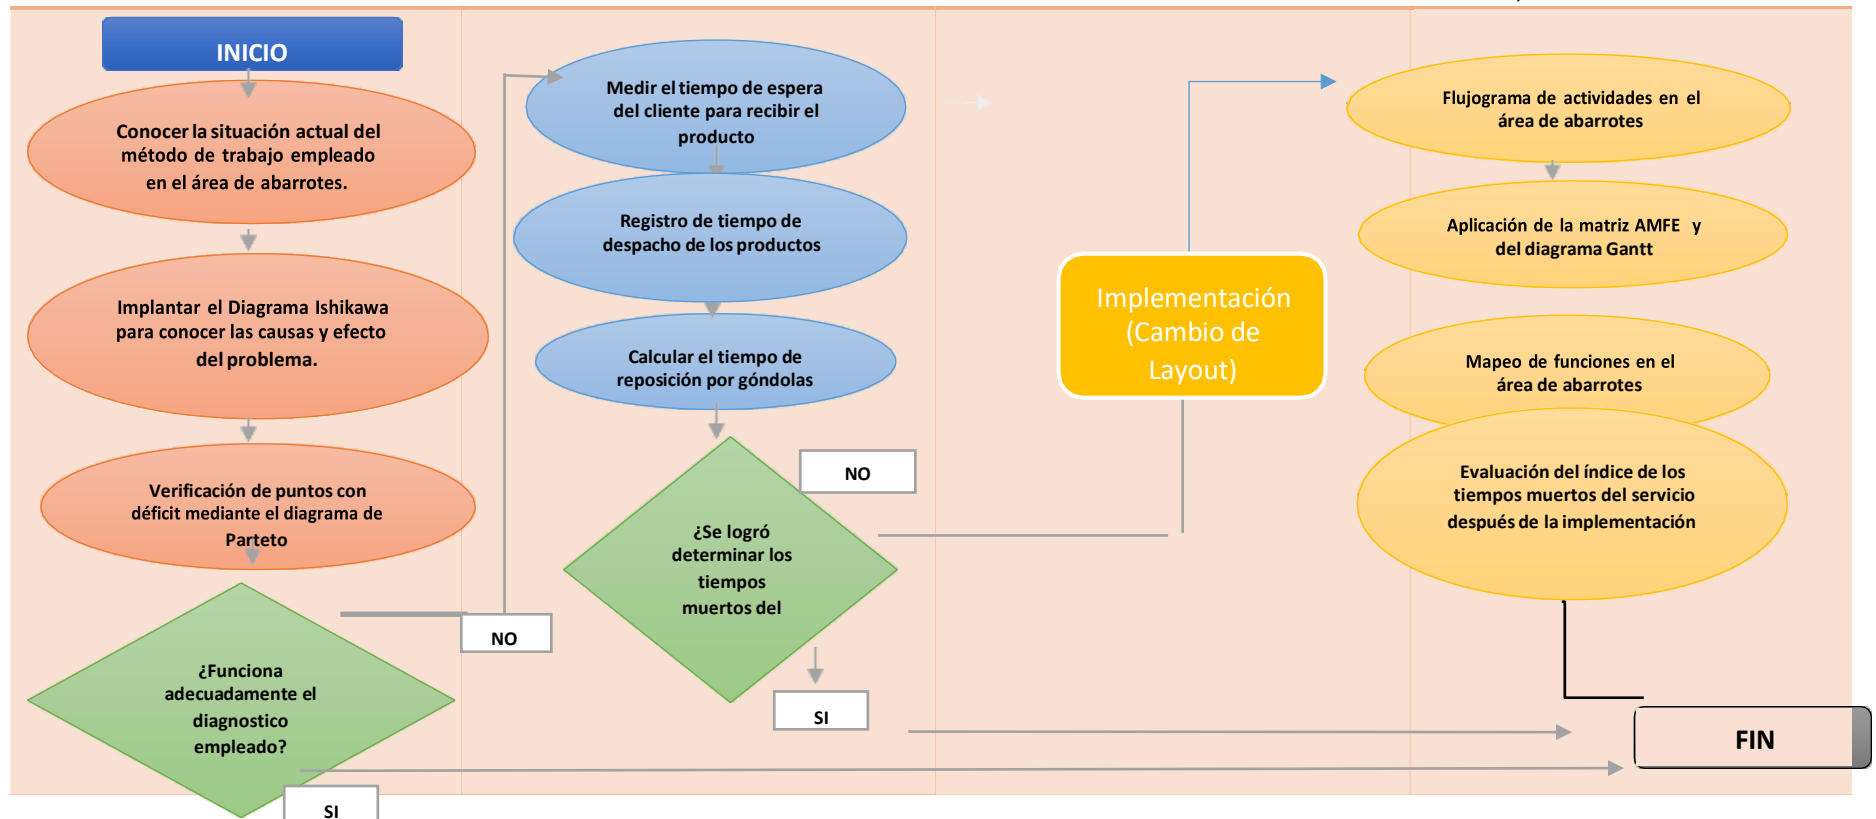 INICIO
Conocer la situación actual del
método de trabajo empleado
en el área de abarrotes.
Implantar el Diagrama Ishikawa
para conocer las causas y efecto
del problema.
Verificación de puntos con
déficit mediante el diagrama de
Parteto
¿Funciona
adecuadamente el
diagnostico
empleado?
NO
SI
Medir el tiempo de espera
del cliente para recibir el
producto
Registro de tiempo de
despacho de los productos
Calcular el tiempo de
reposición por góndolas
¿Se logró
determinar los
tiempos
muertos del
NO
SI
Implementación
(Cambio de
Layout)
Flujograma de actividades en el
área de abarrotes
Aplicación de la matriz AMFE y
del diagrama Gantt
Mapeo de funciones en el
área de abarrotes
Evaluación del índice de los
tiempos muertos del servicio
después de la implementación
FIN